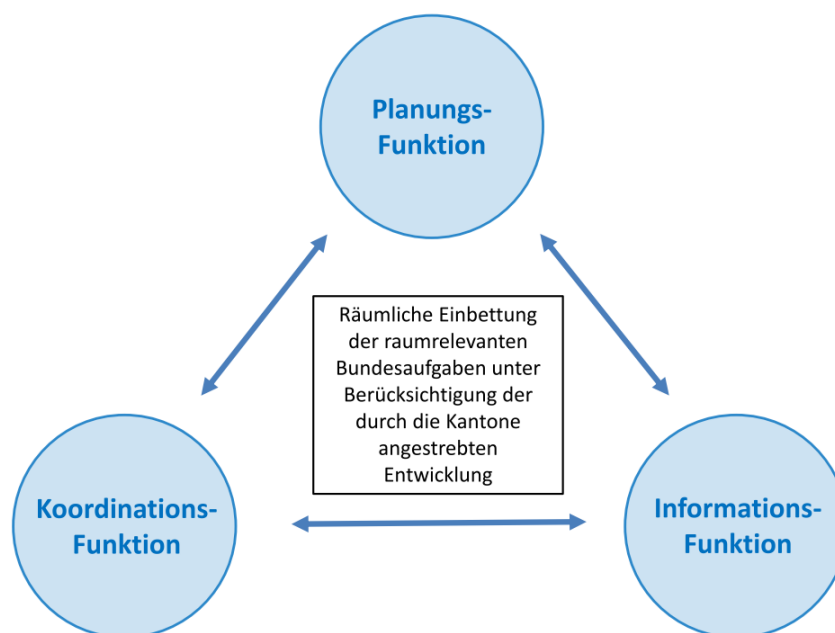 Planungs-
Funktion
Räumliche Einbettung
der raumrelevanten
Bundesaufgaben unter
Berücksichtigung der
durch die Kantone
angestrebten
Entwicklung
Koordinations-
Funktion
Informations-
Funktion